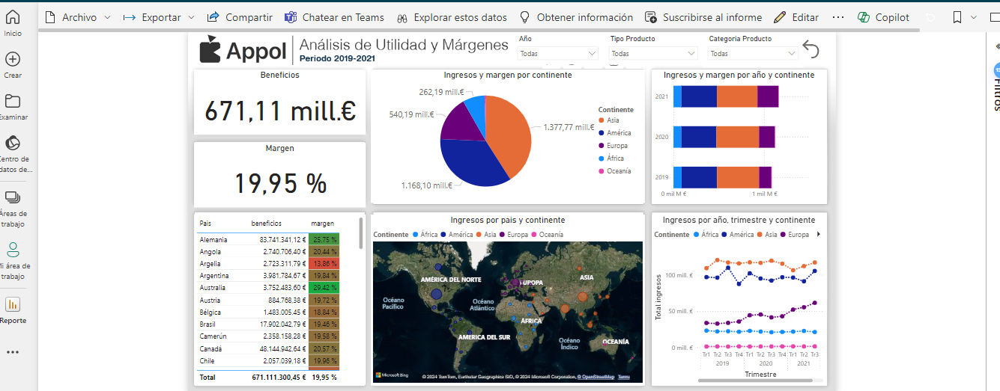 Archivo
Exportar
Compartir
Chatear en Teams
Explorar estos datos
Obtener información
Suscribirse al informe
Editar
...
Copilot
Inicio
Crear
Examinar
Centro de
datos de...
Áreas de
trabajo
Mi área de
trabajo
Reporte
Filtros
Appol
Análisis de Utilidad y Márgenes
Periodo 2019-2021
Año
Todas
Tipo Producto
Todas
Categoria Producto
Todas
Beneficios
671,11 mill.€
Margen
19,95 %
Ingresos y margen por continente
262,19 mill.€
540,19 mill.€
1.377,77 mill.€
1.168,10 mill.€
Continente
Asia
América
Europa
África
Oceanía
Ingresos y margen por año y continente
2021
2020
2019
0 mil M €
1 mil M €
País beneficios margen
Alemania 83.741.341,12 € 25,75 %
Angola 2.740.706,40 € 20,44 %
Argelia 2.723.311,79 € 13,86 %
Argentina 3.981.784,67 € 19,84 %
Australia 3.752.483,60 € 29,42 %
Austria 884.768,38 € 19,72 %
Bélgica 1.483.005,45 € 18,84 %
Brasil 17.902.042,79 € 19,46 %
Camerún 2.358.158,28 € 19,58 %
Canadá 48.144.942,64 € 20,57 %
Chile 2.057.039,18 € 19,96 %
Total 671.111.300,45 € 19,95 %
Ingresos por pais y continente
Continente África América Asia Europa Oceanía
AMÉRICA DEL NORTE
ASIA
Océano
Pacífico
Océano
Atlántico
ÁFRICA
AMÉRICA DEL SUR
Océano
Índico
OCEANÍA
Microsoft Bing
© 2024 TomTom, Earthstar Geographics SIO, © 2024 Microsoft Corporation, © OpenStreetMap Terms
Ingresos por año, trimestre y continente
Continente África América Asia Europa
Total ingresos
100 mill. €
50 mill. €
0 mill. €
Tr1 Tr2 Tr3 Tr4 Tr1 Tr2 Tr3 Tr4 Tr1 Tr2 Tr3
2019 2020 2021
Trimestre